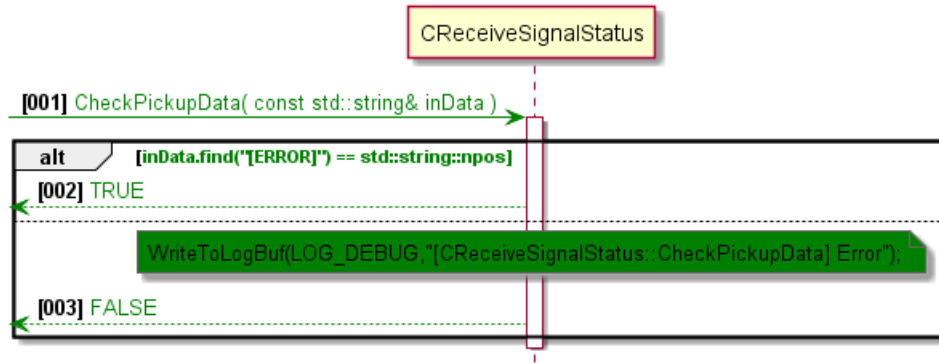 CReceiveSignalStatus
[001] CheckPickupData( const std::string& inData )
alt [inData.find("[ERROR]") == std::string::npos]
[002] TRUE
WriteToLogBuf(LOG_DEBUG,"[CReceiveSignalStatus::CheckPickupData] Error");
[003] FALSE